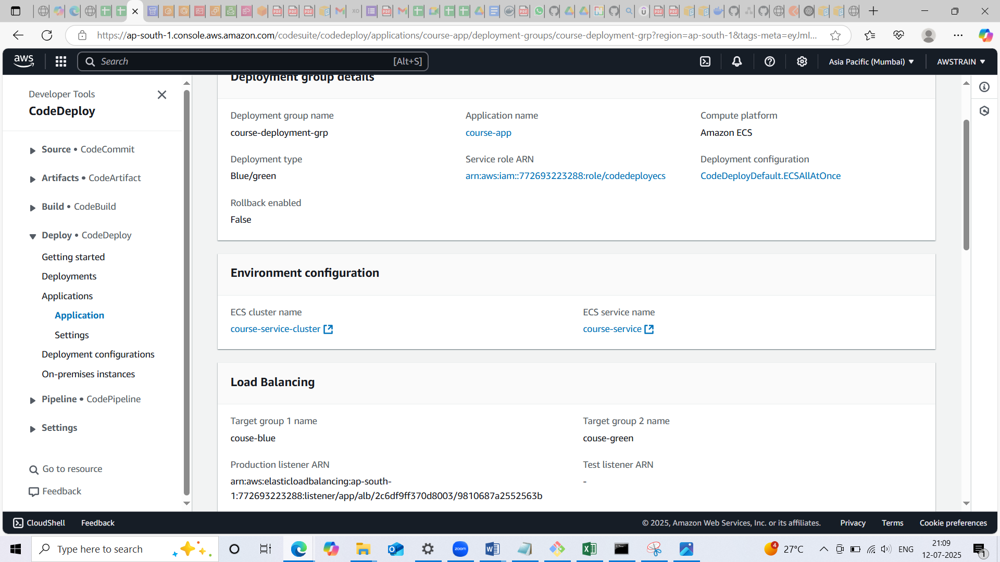 https://ap-south-1.console.aws.amazon.com/codesuite/codedeploy/applications/course-app/deployment-groups/course-deployment-grp?region=ap-south-1&tags-meta=eyJmI...
aws
Search
[Alt+S]
Asia Pacific (Mumbai)
AWSTRAIN
Developer Tools
CodeDeploy
Source • CodeCommit
Artifacts • CodeArtifact
Build • CodeBuild
Deploy • CodeDeploy
Getting started
Deployments
Applications
Application
Settings
Deployment configurations
On-premises instances
Pipeline • CodePipeline
Settings
Go to resource
Feedback
Deployment group details
Deployment group name
course-deployment-grp
Application name
course-app
Compute platform
Amazon ECS
Deployment type
Blue/green
Service role ARN
arn:aws:iam::772693223288:role/codedeployecs
Deployment configuration
CodeDeployDefault.ECSAllAtOnce
Rollback enabled
False
Environment configuration
ECS cluster name
course-service-cluster
ECS service name
course-service
Load Balancing
Target group 1 name
couse-blue
Target group 2 name
couse-green
Production listener ARN
arn:aws:elasticloadbalancing:ap-south-
1:772693223288:listener/app/alb/2c6df9ff370d8003/9810687a2552563b
Test listener ARN
-
CloudShell
Feedback
© 2025, Amazon Web Services, Inc. or its affiliates.
Privacy
Terms
Cookie preferences
Type here to search
zoom
4
27°C
ENG
21:09
12-07-2025
1